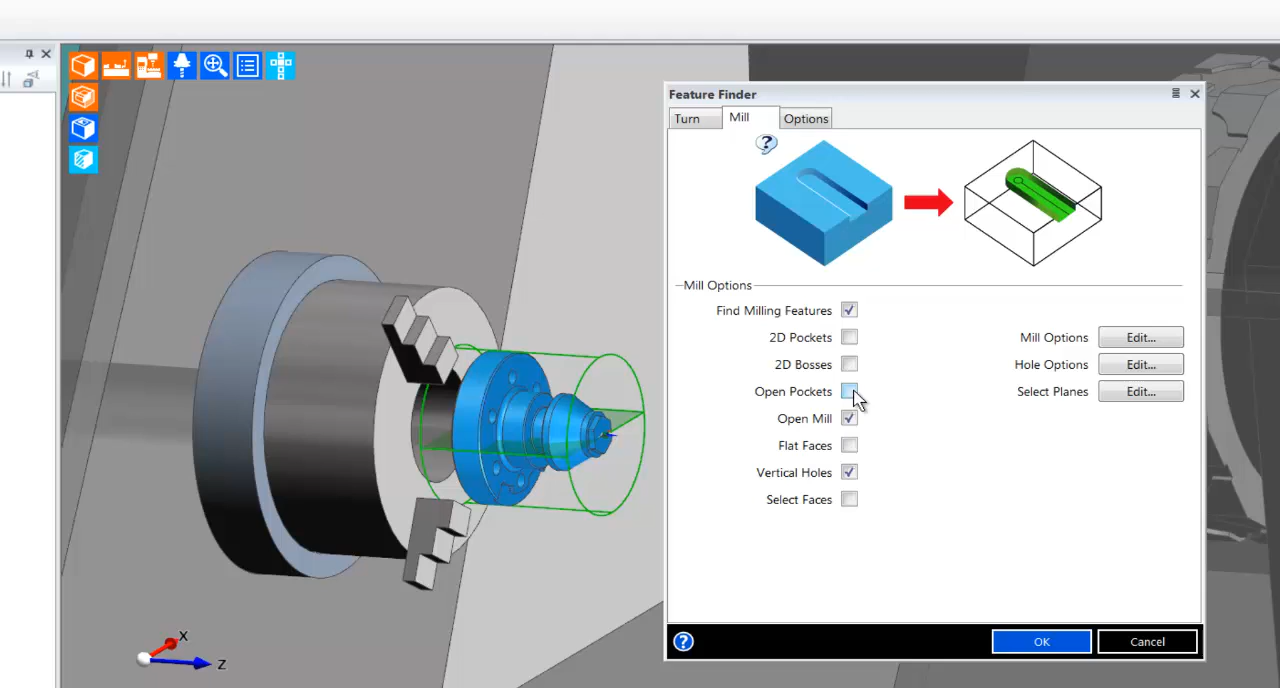 Feature Finder
Turn
Mill
Options
?
Mill Options
Find Milling Features
2D Pockets
Mill Options
Edit...
2D Bosses
Hole Options
Edit...
Open Pockets
Select Planes
Edit...
Open Mill
Flat Faces
Vertical Holes
Select Faces
X
Z
?
OK
Cancel